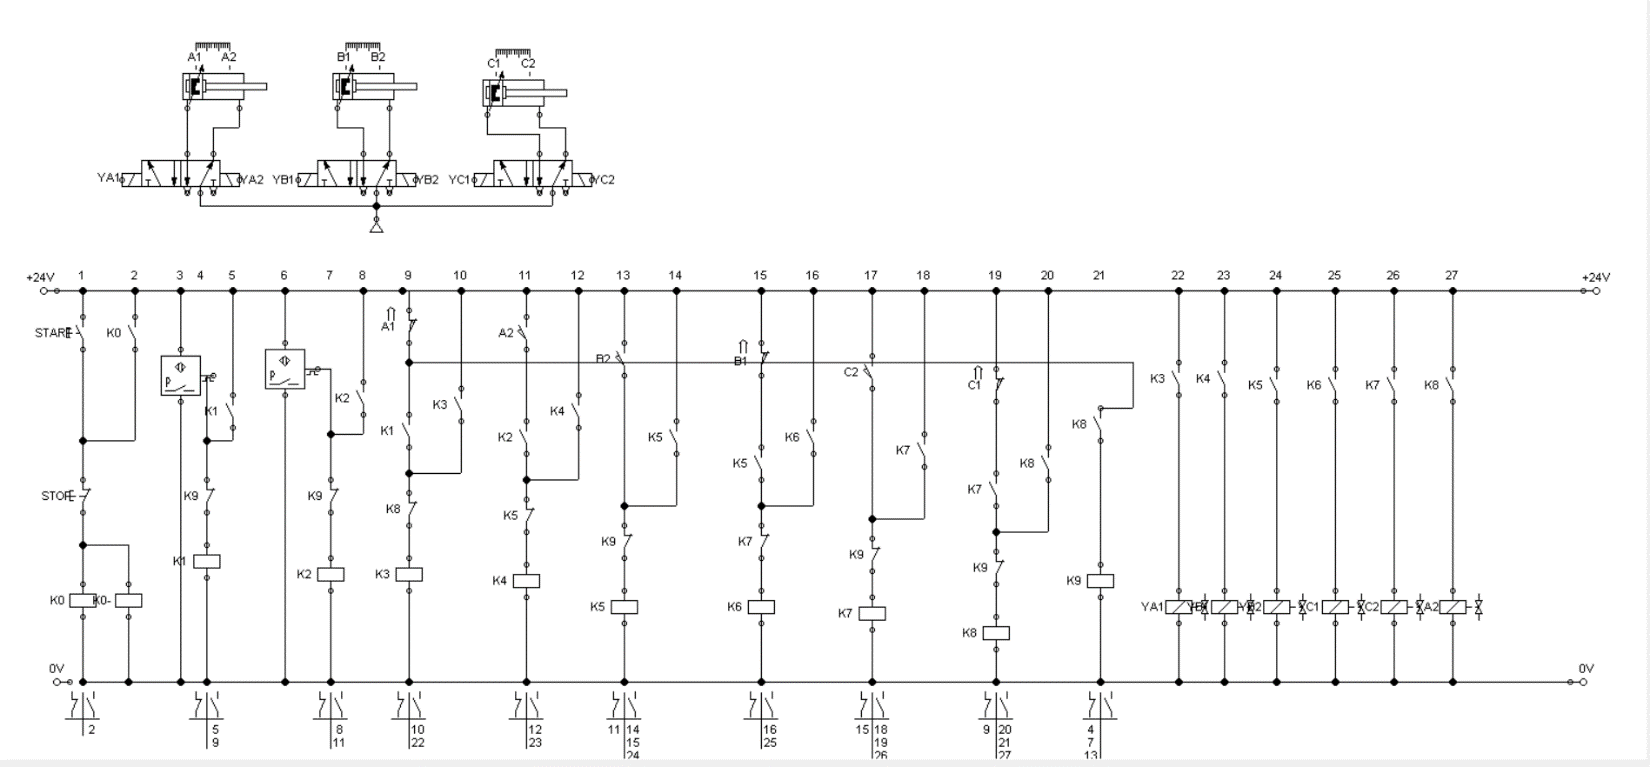 A1 A2 B1 B2 C1 C2
YA1 YA2 YB1 YB2 YC1 YC2
1 2 3 4 5 6 7 8 9 10 11 12 13 14 15 16 17 18 19 20 21 22 23 24 25 26 27
+24V +24V
A1
START K0 A2
B2 B1
P P C2 C1
K3 K4 K5 K6 K7 K8
K1 K2 K3 K4 K8
K1 K2 K5 K5 K6 K7
K5 K7 K8
STOP K9 K9 K8 K5 K7
K9 K7 K9 K9
K1 K2 K3 K4 K9
K0 K0- K5 K6 K7 YA1 C1 C2 A2
K8
0V 0V
2 5 8 10 12 11 14 16 15 18 9 20 4
9 11 22 23 15 25 19 21 7
24 26 27 13